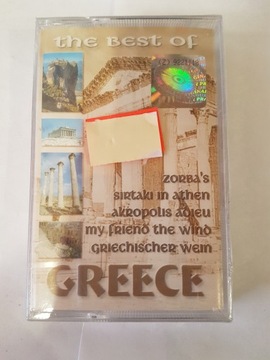 the Best of
zorba's
sirtaki in athen
akropolis adieu
my friend the wind
griechischer wein
GREECE